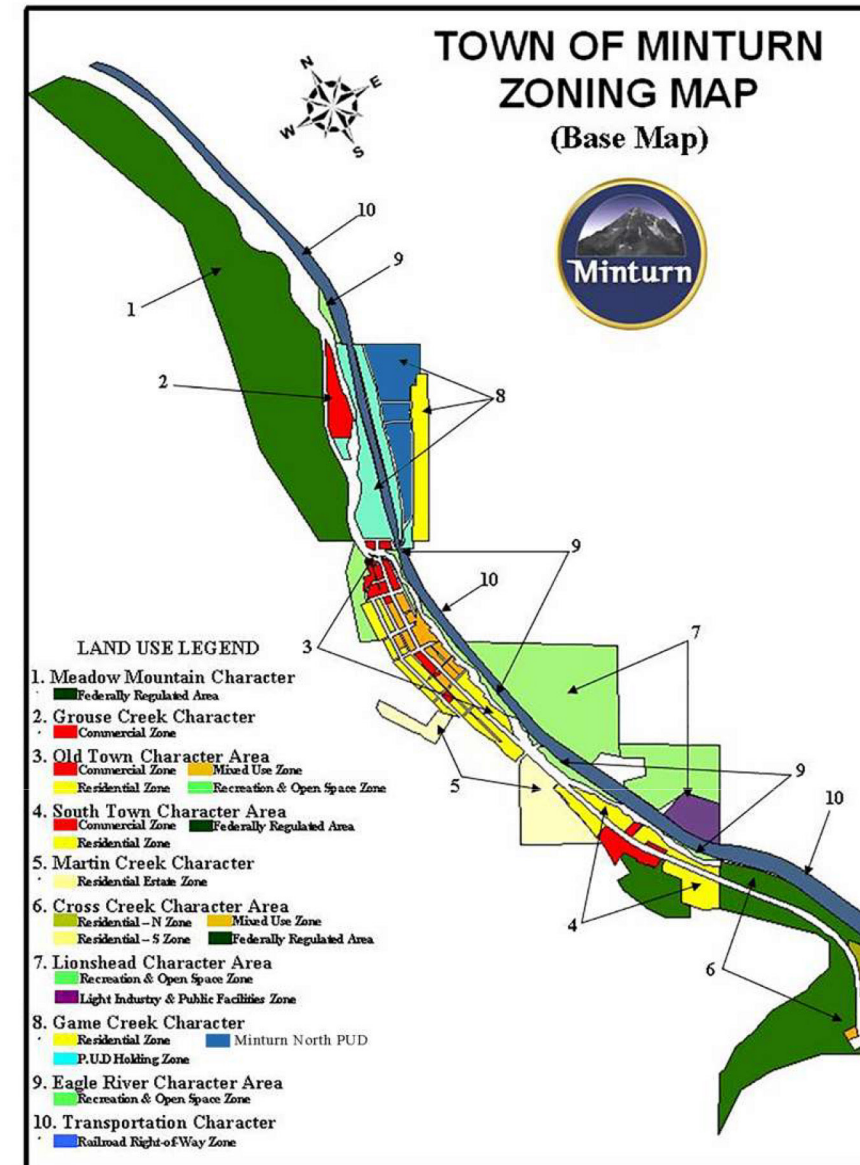 TOWN OF MINTURN
ZONING MAP
(Base Map)
N
E
W
S
Minturn
10
9
1
2
8
9
10
3
7
5
9
10
4
6
LAND USE LEGEND
1. Meadow Mountain Character
Federally Regulated Area
2. Grouse Creek Character
Commercial Zone
3. Old Town Character Area
Commercial Zone Mixed Use Zone
Residential Zone Recreation & Open Space Zone
4. South Town Character Area
Commercial Zone Federally Regulated Area
Residential Zone
5. Martin Creek Character
Residential Estate Zone
6. Cross Creek Character Area
Residential – N Zone Mixed Use Zone
Residential – S Zone Federally Regulated Area
7. Lionshead Character Area
Recreation & Open Space Zone
Light Industry & Public Facilities Zone
8. Game Creek Character
Residential Zone Minturn North PUD
P.U.D Holding Zone
9. Eagle River Character Area
Recreation & Open Space Zone
10. Transportation Character
Railroad Right-of-Way Zone